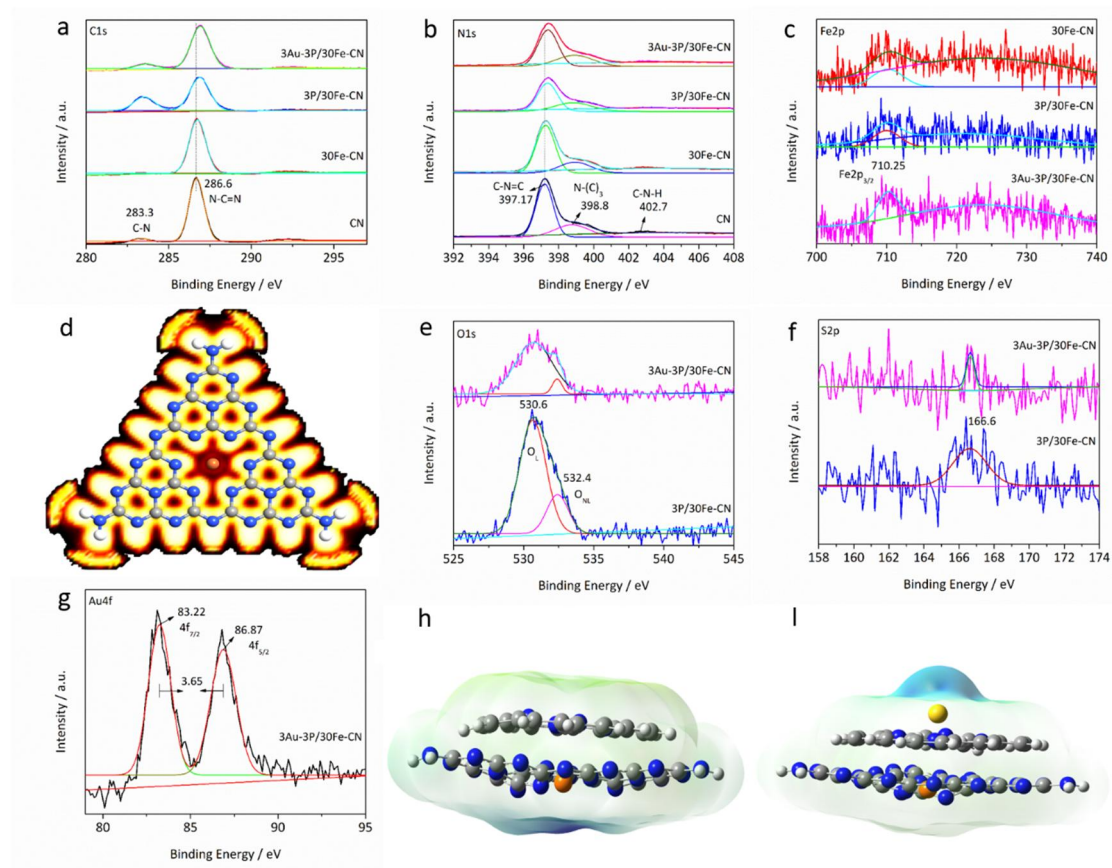 a
C1s
3Au-3P/30Fe-CN
3P/30Fe-CN
30Fe-CN
286.6
N-C=N
283.3
C-N
CN
280 285 290 295
Binding Energy / eV
Intensity / a.u.
b
N1s
3Au-3P/30Fe-CN
3P/30Fe-CN
30Fe-CN
C-N=C
397.17
N-(C)3
398.8
C-N-H
402.7
CN
392 394 396 398 400 402 404 406 408
Binding Energy / eV
Intensity / a.u.
c
Fe2p
30Fe-CN
3P/30Fe-CN
Fe2p3/2
710.25
3Au-3P/30Fe-CN
700 710 720 730 740
Binding Energy / eV
Intensity / a.u.
d
e
O1s
3Au-3P/30Fe-CN
530.6
OL
532.4
ONL
3P/30Fe-CN
525 530 535 540 545
Binding Energy / eV
Intensity / a.u.
f
S2p
3Au-3P/30Fe-CN
166.6
3P/30Fe-CN
158 160 162 164 166 168 170 172 174
Binding Energy / eV
Intensity / a.u.
g
Au4f
83.22
4f7/2
86.87
4f5/2
3.65
3Au-3P/30Fe-CN
80 85 90 95
Binding Energy / eV
Intensity / a.u.
h
l